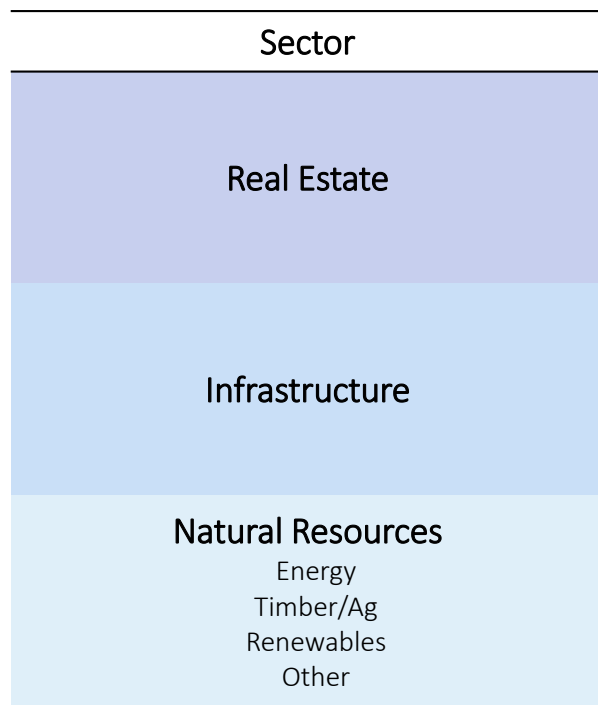 Sector
Real Estate
Infrastructure
Natural Resources
Energy
Timber/Ag
Renewables
Other